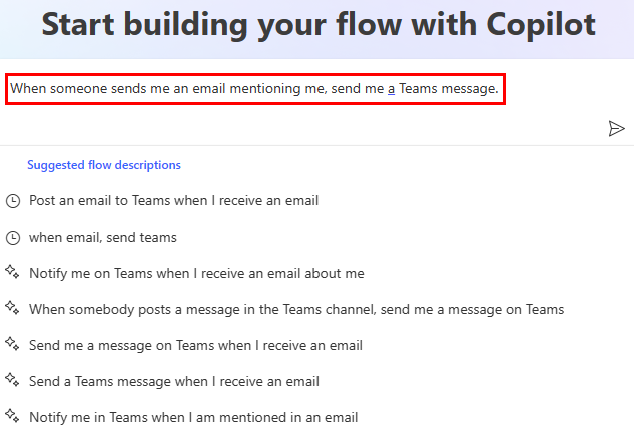 Start building your flow with Copilot
When someone sends me an email mentioning me, send me a Teams message.
Suggested flow descriptions
Post an email to Teams when I receive an email
when email, send teams
Notify me on Teams when I receive an email about me
When somebody posts a message in the Teams channel, send me a message on Teams
Send me a message on Teams when I receive an email
Send a Teams message when I receive an email
Notify me in Teams when I am mentioned in an email